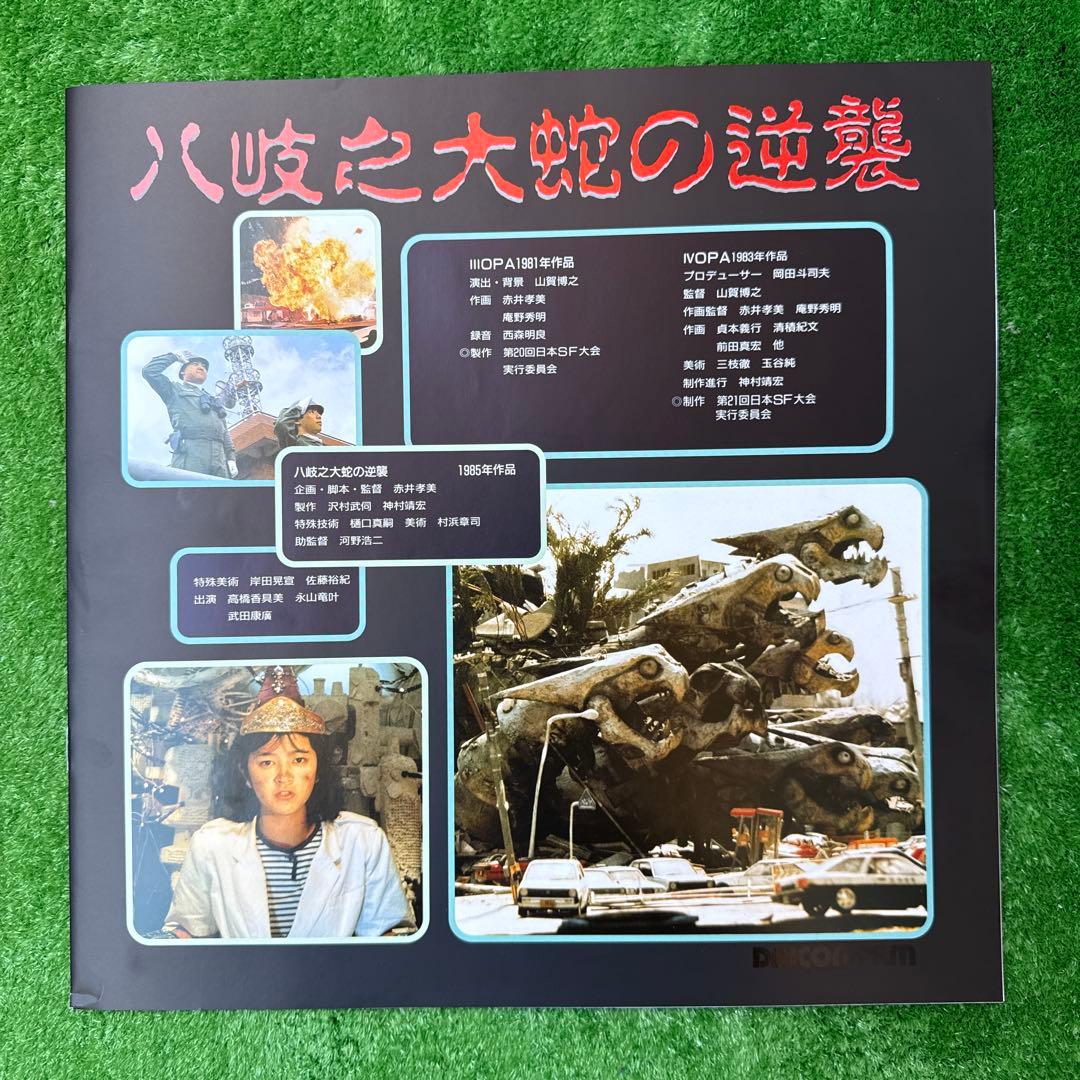 八岐之大蛇の逆襲
IIIOPA1981年作品
演出・背景 山賀博之
作画 赤井孝美
庵野秀明
録音 西森明良
◎製作 第20回日本SF大会
実行委員会
IVOPA1983年作品
プロデューサー 岡田斗司夫
監督 山賀博之
作画監督 赤井孝美 庵野秀明
作画 貞本義行 清積紀文
前田真宏 他
美術 三枝徹 玉谷純
制作進行 神村靖宏
◎制作 第21回日本SF大会
実行委員会
八岐之大蛇の逆襲 1985年作品
企画・脚本・監督 赤井孝美
製作 沢村武伺 神村靖宏
特殊技術 樋口真嗣 美術 村浜章司
助監督 河野浩二
特殊美術 岸田晃宣 佐藤裕紀
出演 高橋香具美 永山竜叶
武田康廣
DAICON FILM